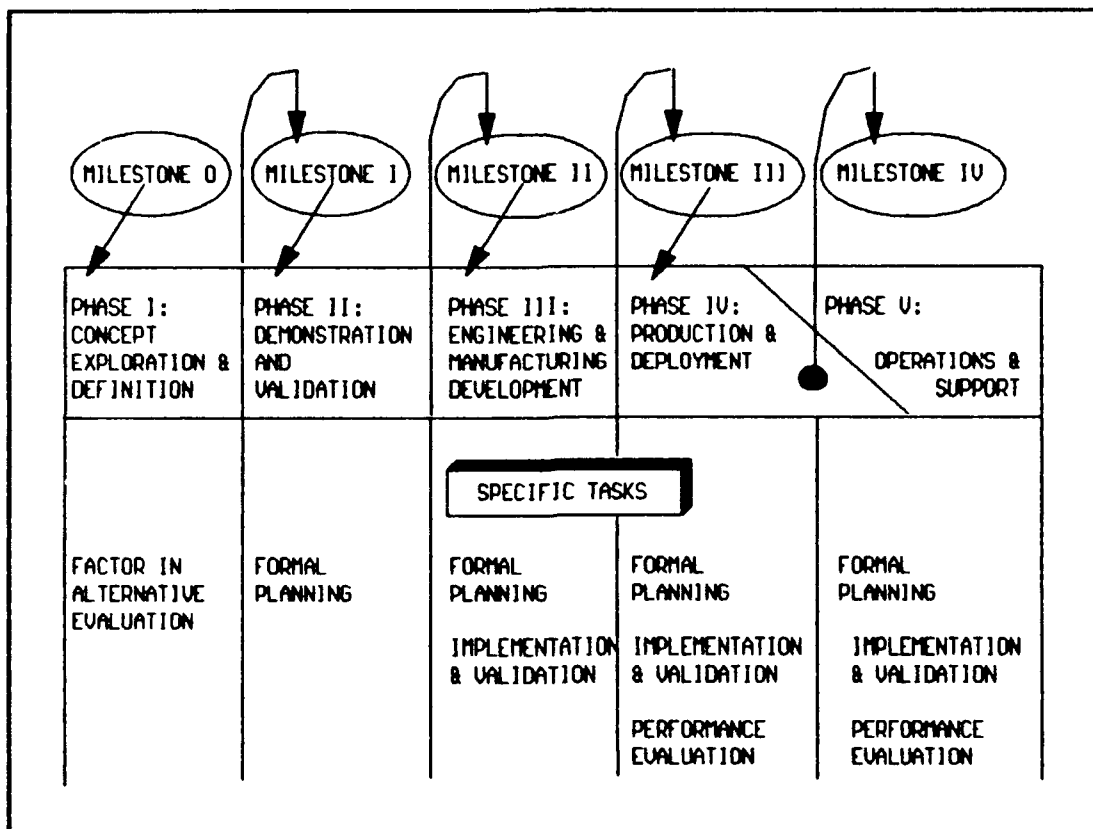 MILESTONE 0
MILESTONE I
MILESTONE II
MILESTONE III
MILESTONE IV
PHASE I:
CONCEPT
EXPLORATION &
DEFINITION
PHASE II:
DEMONSTRATION
AND
VALIDATION
PHASE III:
ENGINEERING &
MANUFACTURING
DEVELOPMENT
PHASE IV:
PRODUCTION &
DEPLOYMENT
PHASE V:
OPERATIONS &
SUPPORT
SPECIFIC TASKS
FACTOR IN
ALTERNATIVE
EVALUATION
FORMAL
PLANNING
FORMAL
PLANNING
IMPLEMENTATION
& VALIDATION
FORMAL
PLANNING
IMPLEMENTATION
& VALIDATION
PERFORMANCE
EVALUATION
FORMAL
PLANNING
IMPLEMENTATION
& VALIDATION
PERFORMANCE
EVALUATION